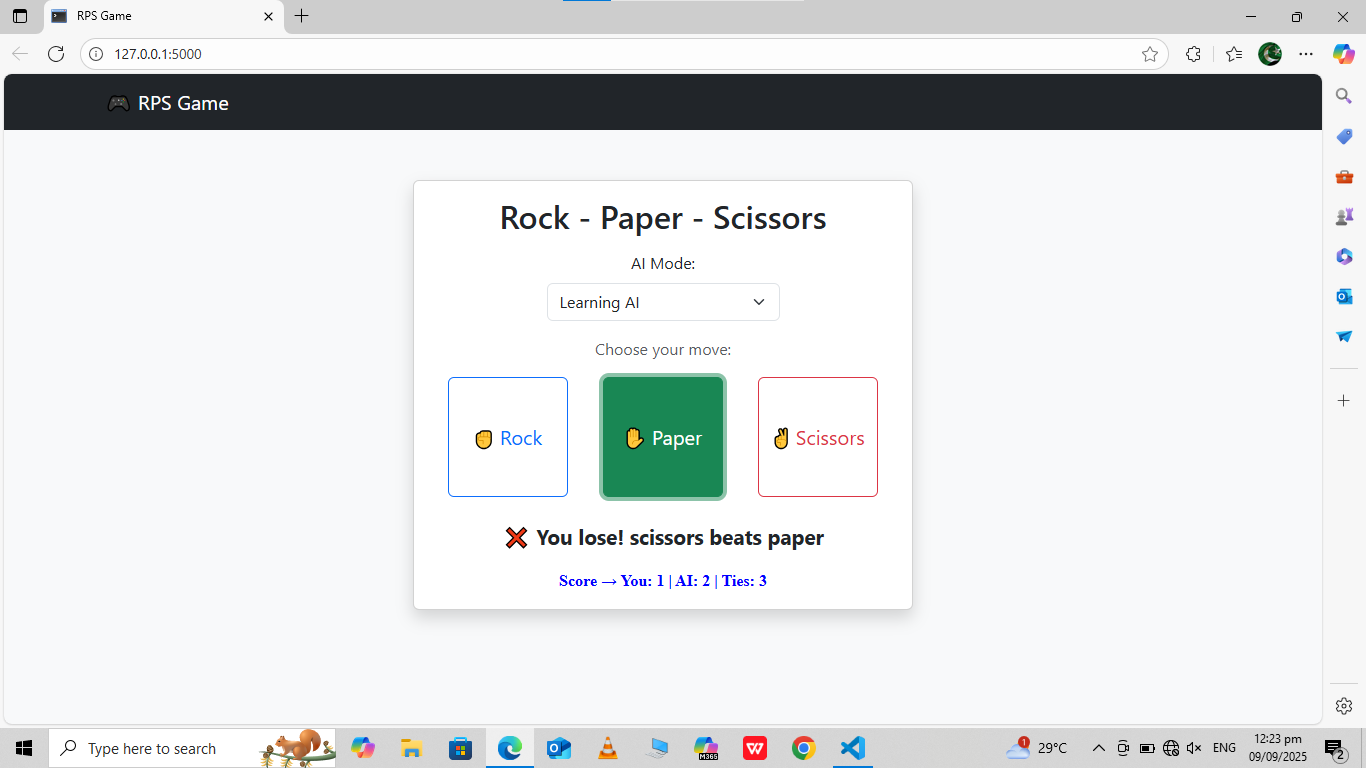 RPS Game
127.0.0.1:5000
🎮 RPS Game
Rock - Paper - Scissors
AI Mode:
Learning AI
Choose your move:
✊ Rock
✋ Paper
✌ Scissors
❌ You lose! scissors beats paper
Score → You: 1 | AI: 2 | Ties: 3
Type here to search
M365
1
29°C
ENG
12:23 pm
09/09/2025
2